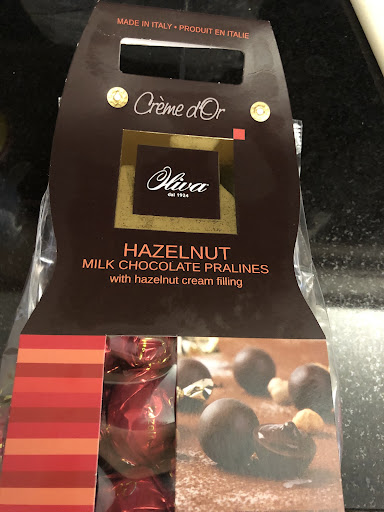 MADE IN ITALY • PRODUIT EN ITALIE
Crème d'Or
Oliva
dal 1924
HAZELNUT
MILK CHOCOLATE PRALINES
with hazelnut cream filling